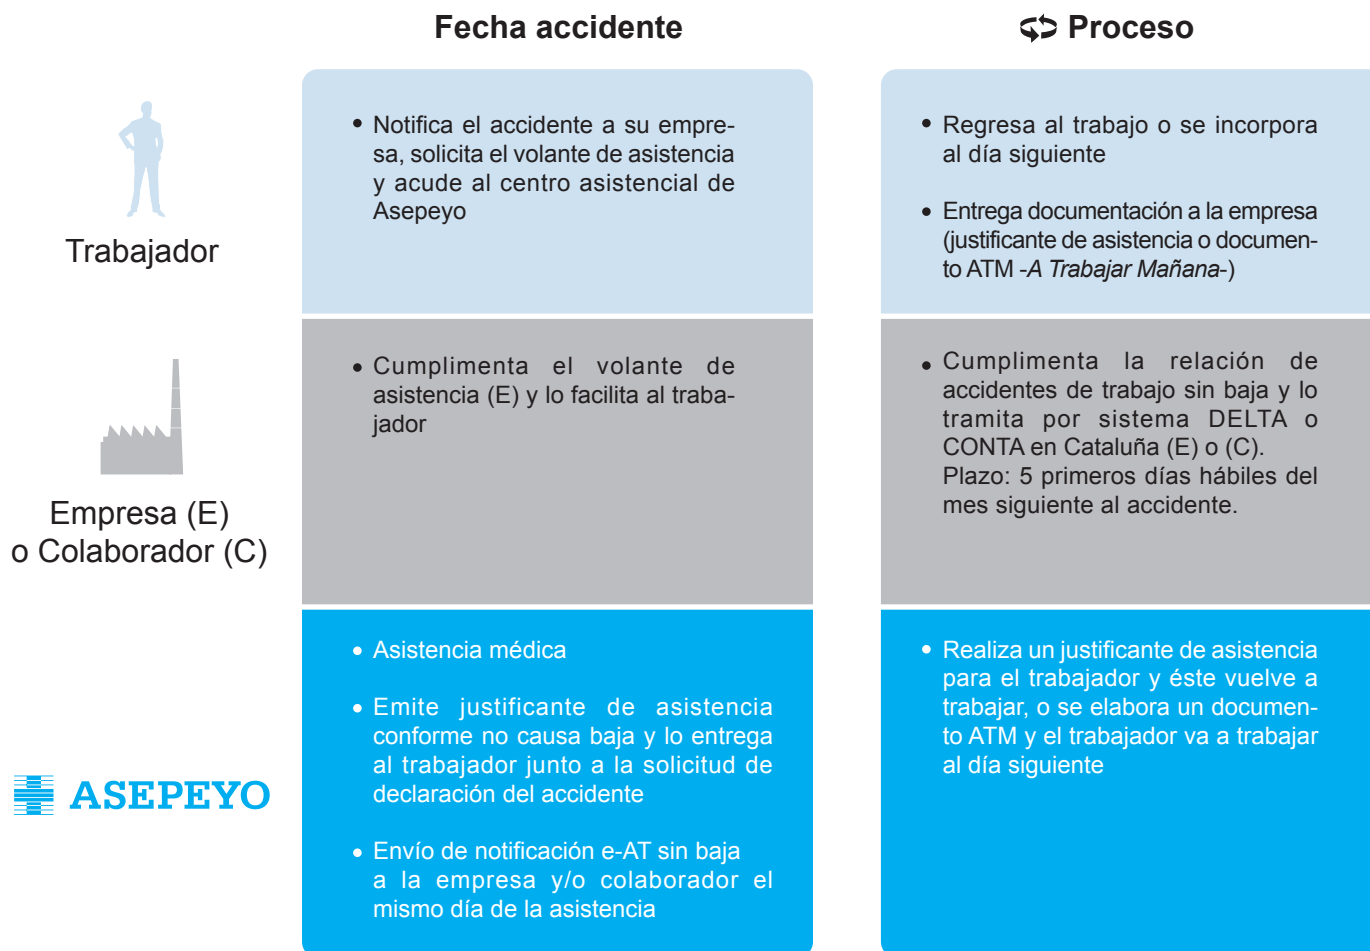 Fecha accidente
Proceso
Trabajador
• Notifica el accidente a su empre-
sa, solicita el volante de asistencia
y acude al centro asistencial de
Asepeyo
• Regresa al trabajo o se incorpora
al día siguiente
• Entrega documentación a la empresa
(justificante de asistencia o documen-
to ATM -A Trabajar Mañana-)
Empresa (E)
o Colaborador (C)
• Cumplimenta el volante de
asistencia (E) y lo facilita al traba-
jador
• Cumplimenta la relación de
accidentes de trabajo sin baja y lo
tramita por sistema DELTA o
CONTA en Cataluña (E) o (C).
Plazo: 5 primeros días hábiles del
mes siguiente al accidente.
ASEPEYO
• Asistencia médica
• Emite justificante de asistencia
conforme no causa baja y lo entrega
al trabajador junto a la solicitud de
declaración del accidente
• Envío de notificación e-AT sin baja
a la empresa y/o colaborador el
mismo día de la asistencia
• Realiza un justificante de asistencia
para el trabajador y éste vuelve a
trabajar, o se elabora un documen-
to ATM y el trabajador va a trabajar
al día siguiente